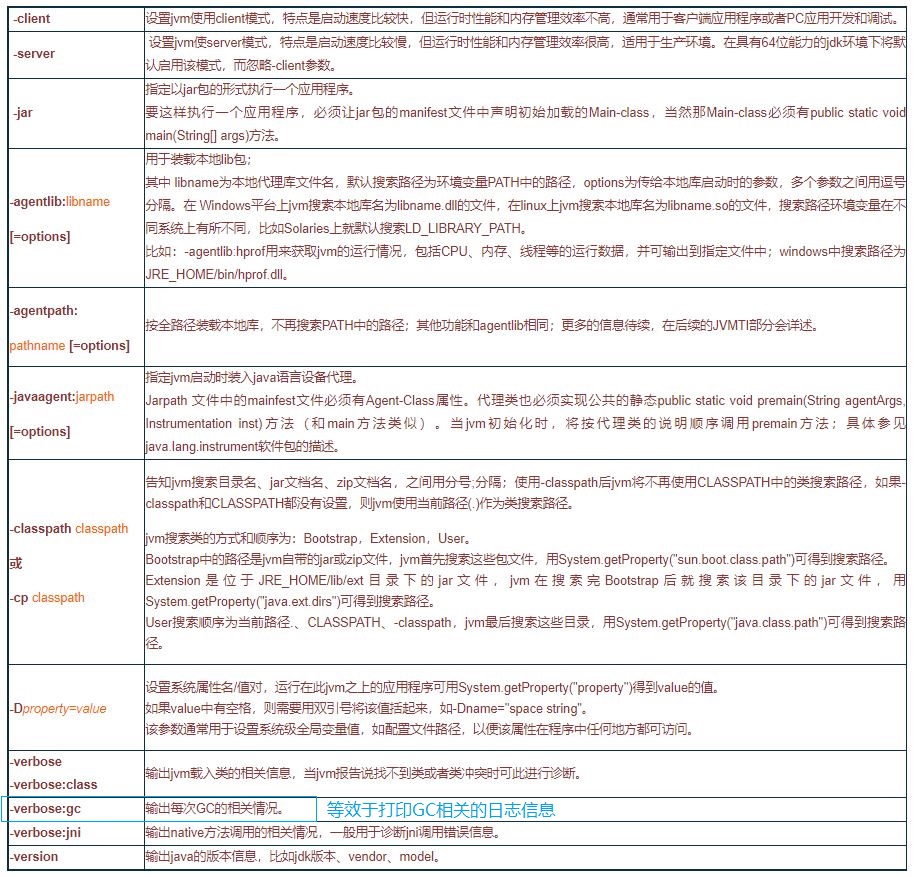 -client
设置jvm使用client模式，特点是启动速度比较快，但运行时性能和内存管理效率不高，通常用于客户端应用程序或者PC应用开发和调试。
-server
设置jvm使server模式，特点是启动速度比较慢，但运行时性能和内存管理效率很高，适用于生产环境。在具有64位能力的jdk环境下将默
认启用该模式，而忽略-client参数。
-jar
指定以jar包的形式执行一个应用程序。
要这样执行一个应用程序，必须让jar包的manifest文件中声明初始加载的Main-class，当然那Main-class必须有public static void
main(String[] args)方法。
-agentlib:libname
[=options]
用于装载本地lib包；
其中 libname为本地代理库文件名，默认搜索路径为环境变量PATH中的路径，options为传给本地库启动时的参数，多个参数之间用逗号
分隔。在 Windows平台上jvm搜索本地库名为libname.dll的文件，在linux上jvm搜索本地库名为libname.so的文件，搜索路径环境变量在不
同系统上有所不同，比如Solaries上就默认搜索LD_LIBRARY_PATH。
比如：-agentlib:hprof用来获取jvm的运行情况，包括CPU、内存、线程等的运行数据，并可输出到指定文件中；windows中搜索路径为
JRE_HOME/bin/hprof.dll。
-agentpath:
pathname [=options]
按全路径装载本地库，不再搜索PATH中的路径；其他功能和agentlib相同；更多的信息待续，在后续的JVMTI部分会详述。
-javaagent:jarpath
[=options]
指定jvm启动时装入java语言设备代理。
Jarpath 文件中的mainfest文件必须有Agent-Class属性。代理类也必须实现公共的静态public static void premain(String agentArgs,
Instrumentation inst)方法（和main方法类似）。当jvm初始化时，将按代理类的说明顺序调用premain方法；具体参见
java.lang.instrument软件包的描述。
-classpath classpath
或
-cp classpath
告知jvm搜索目录名、jar文档名、zip文档名，之间用分号;分隔；使用-classpath后jvm将不再使用CLASSPATH中的类搜索路径，如果-
classpath和CLASSPATH都没有设置，则jvm使用当前路径(.)作为类搜索路径。
jvm搜索类的方式和顺序为：Bootstrap，Extension，User。
Bootstrap中的路径是jvm自带的jar或zip文件，jvm首先搜索这些包文件，用System.getProperty("sun.boot.class.path")可得到搜索路径。
Extension是位于JRE_HOME/lib/ext目录下的jar文件，jvm在搜索完Bootstrap后就搜索该目录下的jar文件，用
System.getProperty("java.ext.dirs")可得到搜索路径。
User搜索顺序为当前路径.、CLASSPATH、-classpath，jvm最后搜索这些目录，用System.getProperty("java.class.path")可得到搜索路
径。
-Dproperty=value
设置系统属性名/值对，运行在此jvm之上的应用程序可用System.getProperty("property")得到value的值。
如果value中有空格，则需要用双引号将该值括起来，如-Dname="space string"。
该参数通常用于设置系统级全局变量值，如配置文件路径，以便该属性在程序中任何地方都可访问。
-verbose
-verbose:class
输出jvm载入类的相关信息，当jvm报告说找不到类或者类冲突时可此进行诊断。
-verbose:gc
输出每次GC的相关情况。
等效于打印GC相关的日志信息
-verbose:jni
输出native方法调用的相关情况，一般用于诊断jni调用错误信息。
-version
输出java的版本信息，比如jdk版本、vendor、model。